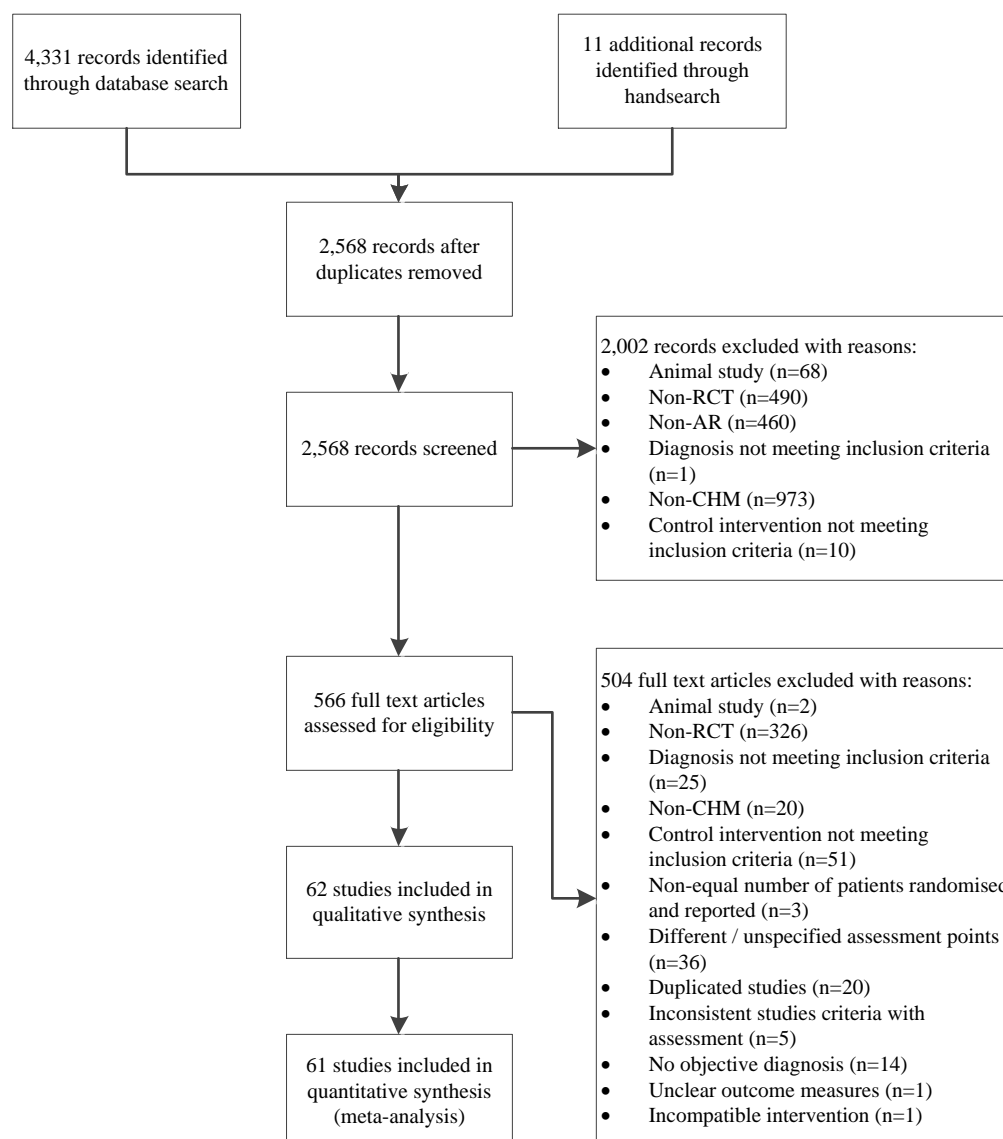 4,331 records identified
through database search
11 additional records
identified through
handsearch
2,568 records after
duplicates removed
2,568 records screened
2,002 records excluded with reasons:
• Animal study (n=68)
• Non-RCT (n=490)
• Non-AR (n=460)
• Diagnosis not meeting inclusion criteria
(n=1)
• Non-CHM (n=973)
• Control intervention not meeting
inclusion criteria (n=10)
566 full text articles
assessed for eligibility
504 full text articles excluded with reasons:
• Animal study (n=2)
• Non-RCT (n=326)
• Diagnosis not meeting inclusion criteria
(n=25)
• Non-CHM (n=20)
• Control intervention not meeting
inclusion criteria (n=51)
• Non-equal number of patients randomised
and reported (n=3)
• Different / unspecified assessment points
(n=36)
• Duplicated studies (n=20)
• Inconsistent studies criteria with
assessment (n=5)
• No objective diagnosis (n=14)
• Unclear outcome measures (n=1)
• Incompatible intervention (n=1)
62 studies included in
qualitative synthesis
61 studies included in
quantitative synthesis
(meta-analysis)